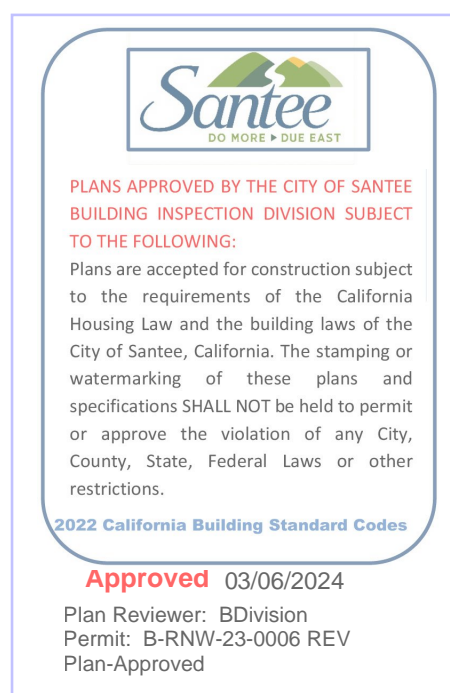 Santee
DO MORE ▶ DUE EAST
PLANS APPROVED BY THE CITY OF SANTEE
BUILDING INSPECTION DIVISION SUBJECT
TO THE FOLLOWING:
Plans are accepted for construction subject
to the requirements of the California
Housing Law and the building laws of the
City of Santee, California. The stamping or
watermarking of these plans and
specifications SHALL NOT be held to permit
or approve the violation of any City,
County, State, Federal Laws or other
restrictions.
2022 California Building Standard Codes
Approved 03/06/2024
Plan Reviewer: BDivision
Permit: B-RNW-23-0006 REV
Plan-Approved